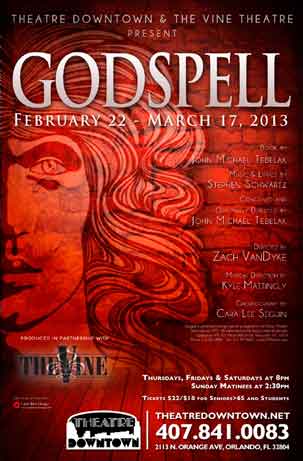 THEATRE DOWNTOWN & THE VINE THEATRE
PRESENT
GODSPELL
FEBRUARY 22 - MARCH 17, 2013
BOOK BY
JOHN MICHAEL TEBELAK
MUSIC & LYRICS BY
STEPHEN SCHWARTZ
CONCEIVED AND
ORIGINALLY DIRECTED BY
JOHN MICHAEL TEBELAK
DIRECTED BY
ZACH VANDYKE
MUSICAL DIRECTION BY
KYLE MATTINGLY
CHOREOGRAPHY BY
CARA LEE SEGUIN
PRODUCED IN PARTNERSHIP WITH
THE VINE
THURSDAYS, FRIDAYS & SATURDAYS AT 8PM
SUNDAY MATINEES AT 2:30PM
TICKETS $22/$18 FOR SENIORS>65 AND STUDENTS
THEATRE
DOWNTOWN
THEATREDOWNTOWN.NET
407.841.0083
2113 N. ORANGE AVE, ORLANDO, FL 32804